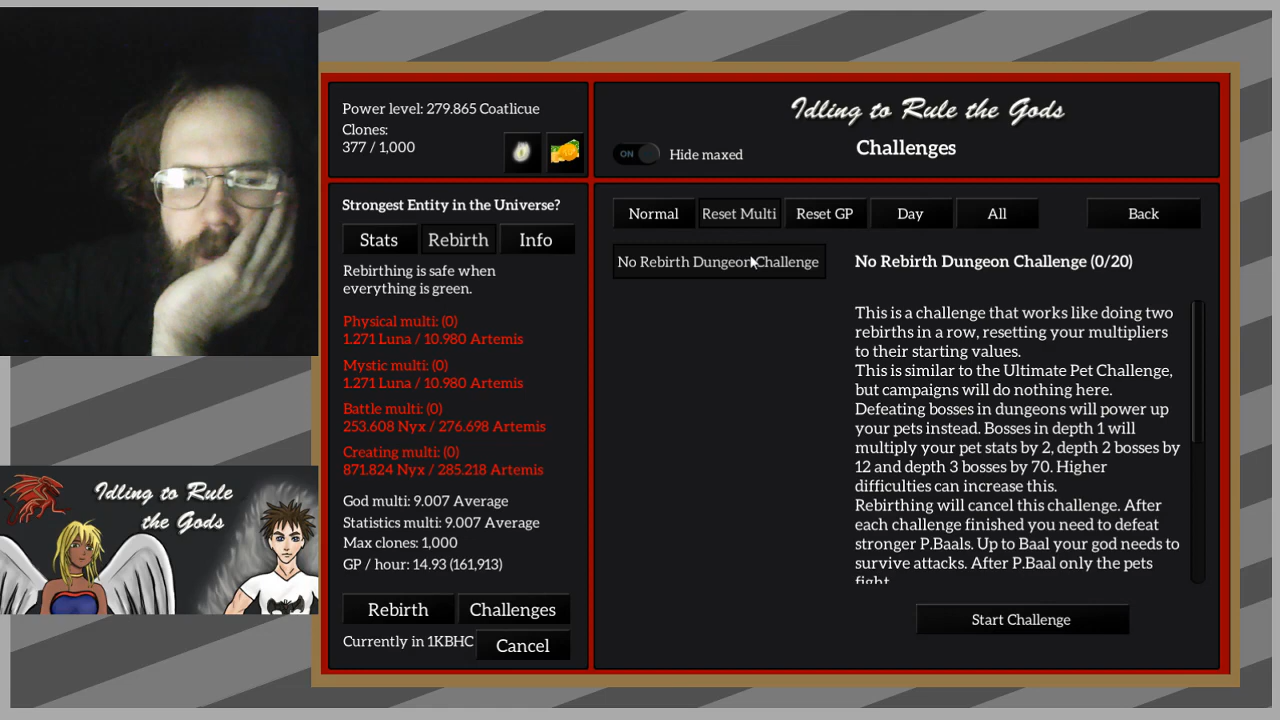 Power level: 279.865 Coatlicue
Clones:
377 / 1,000
Idling to Rule the Gods
ON
Hide maxed
Challenges
Strongest Entity in the Universe?
Stats
Rebirth
Info
Rebirthing is safe when
everything is green.
Physical multi: (0)
1.271 Luna / 10.980 Artemis
Mystic multi: (0)
1.271 Luna / 10.980 Artemis
Battle multi: (0)
253.608 Nyx / 276.698 Artemis
Creating multi: (0)
871.824 Nyx / 285.218 Artemis
God multi: 9.007 Average
Statistics multi: 9.007 Average
Max clones: 1,000
GP / hour: 14.93 (161,913)
Rebirth
Challenges
Currently in 1KBHC
Cancel
Normal
Reset Multi
Reset GP
Day
All
Back
No Rebirth Dungeon Challenge
No Rebirth Dungeon Challenge (0/20)
This is a challenge that works like doing two
rebirths in a row, resetting your multipliers
to their starting values.
This is similar to the Ultimate Pet Challenge,
but campaigns will do nothing here.
Defeating bosses in dungeons will power up
your pets instead. Bosses in depth 1 will
multiply your pet stats by 2, depth 2 bosses by
12 and depth 3 bosses by 70. Higher
difficulties can increase this.
Rebirthing will cancel this challenge. After
each challenge finished you need to defeat
stronger P.Baals. Up to Baal your god needs to
survive attacks. After P.Baal only the pets
fight.
Start Challenge
Idling to Rule
the Gods